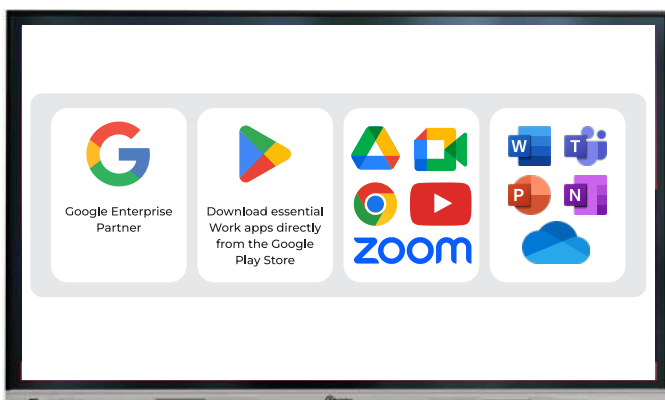 Google Enterprise
Partner
Download essential
Work apps directly
from the Google
Play Store
zoom
W
T
P
N